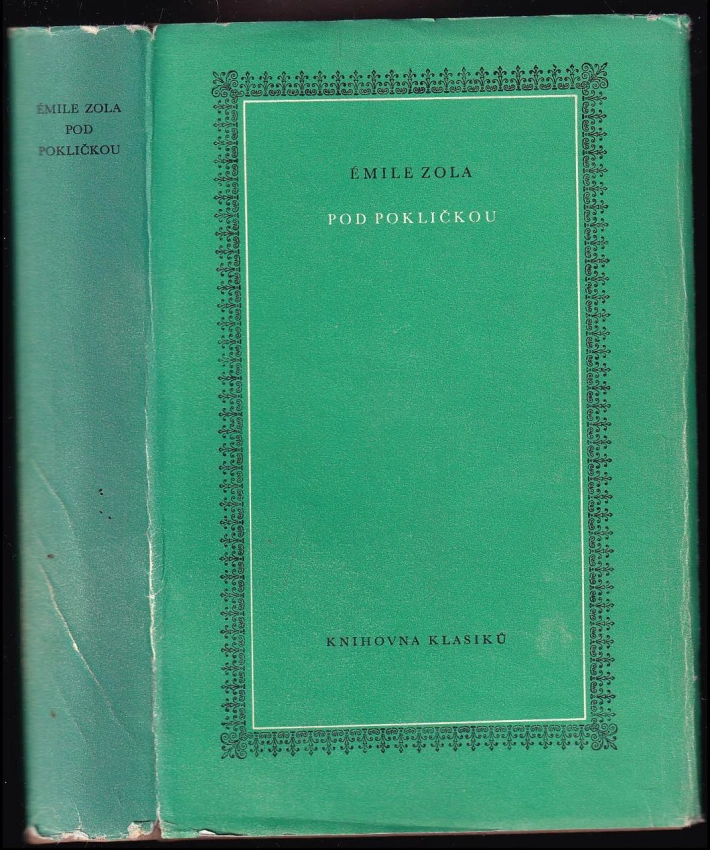 ÉMILE ZOLA
POD
POKLIČKOU
ÉMILE ZOLA
POD POKLIČKOU
KNIHOVNA KLASIKŮ